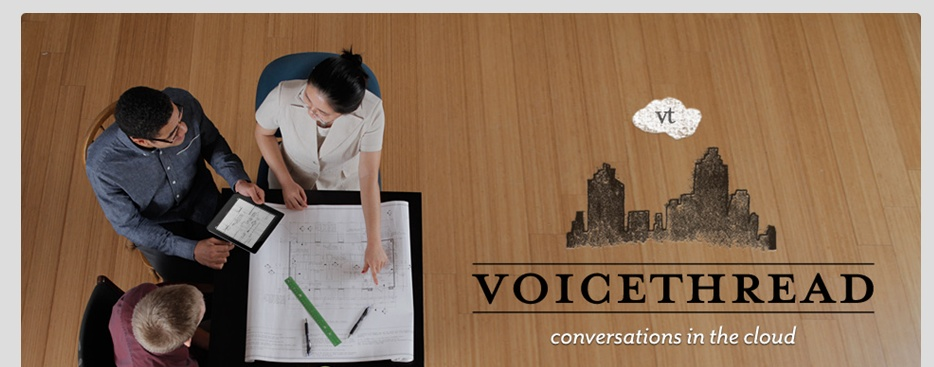 vt
VOICETHREAD
conversations in the cloud